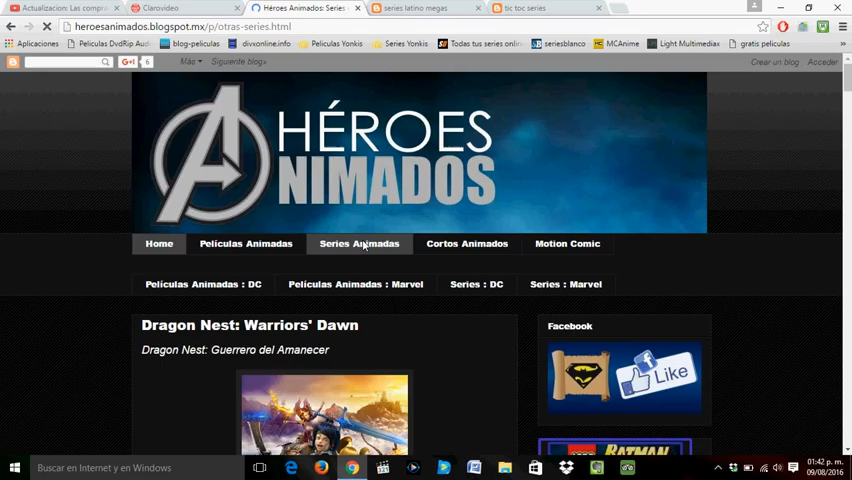 Actualizacion: Las compra
Clarovideo
Héroes Animados: Series
series latino megas
tic toc series
heroesanimados.blogspot.mx/p/otras-series.html
Aplicaciones
Peliculas DvdRip Au
blog-peliculas
divxonline.info
Peliculas Yonkis
Series Yonkis
Todas tus series onlin
seriesblanco
MCAnime
Light Multimediax
gratis peliculas
G+1 6 Más Siguiente blog» Crear un blog Acceder
HÉROES
ANIMADOS
Home Películas Animadas Series Animadas Cortos Animados Motion Comic
Películas Animadas : DC Películas Animadas : Marvel Series : DC Series : Marvel
Dragon Nest: Warriors' Dawn
Dragon Nest: Guerrero del Amanecer
Facebook
Like
LEGO
BATMAN
Buscar en Internet y en Windows
01:42 p. m.
09/08/2016